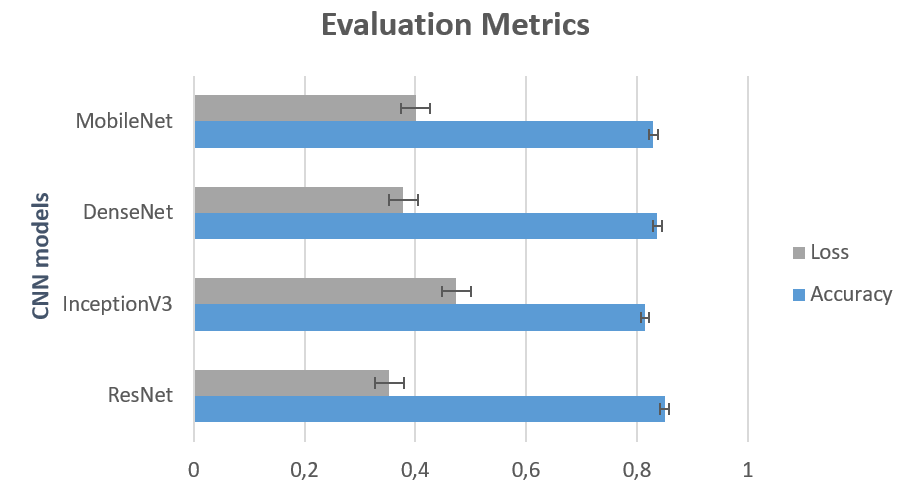 Evaluation Metrics
CNN models
MobileNet
DenseNet
InceptionV3
ResNet
0 0,2 0,4 0,6 0,8 1
Loss
Accuracy